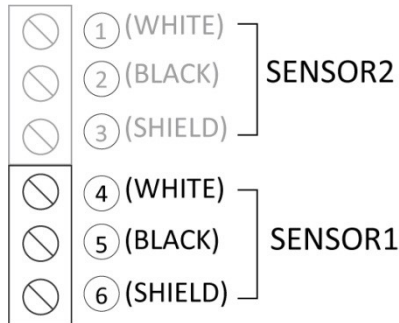 1 (WHITE)
2 (BLACK) SENSOR2
3 (SHIELD)
4 (WHITE)
5 (BLACK) SENSOR1
6 (SHIELD)